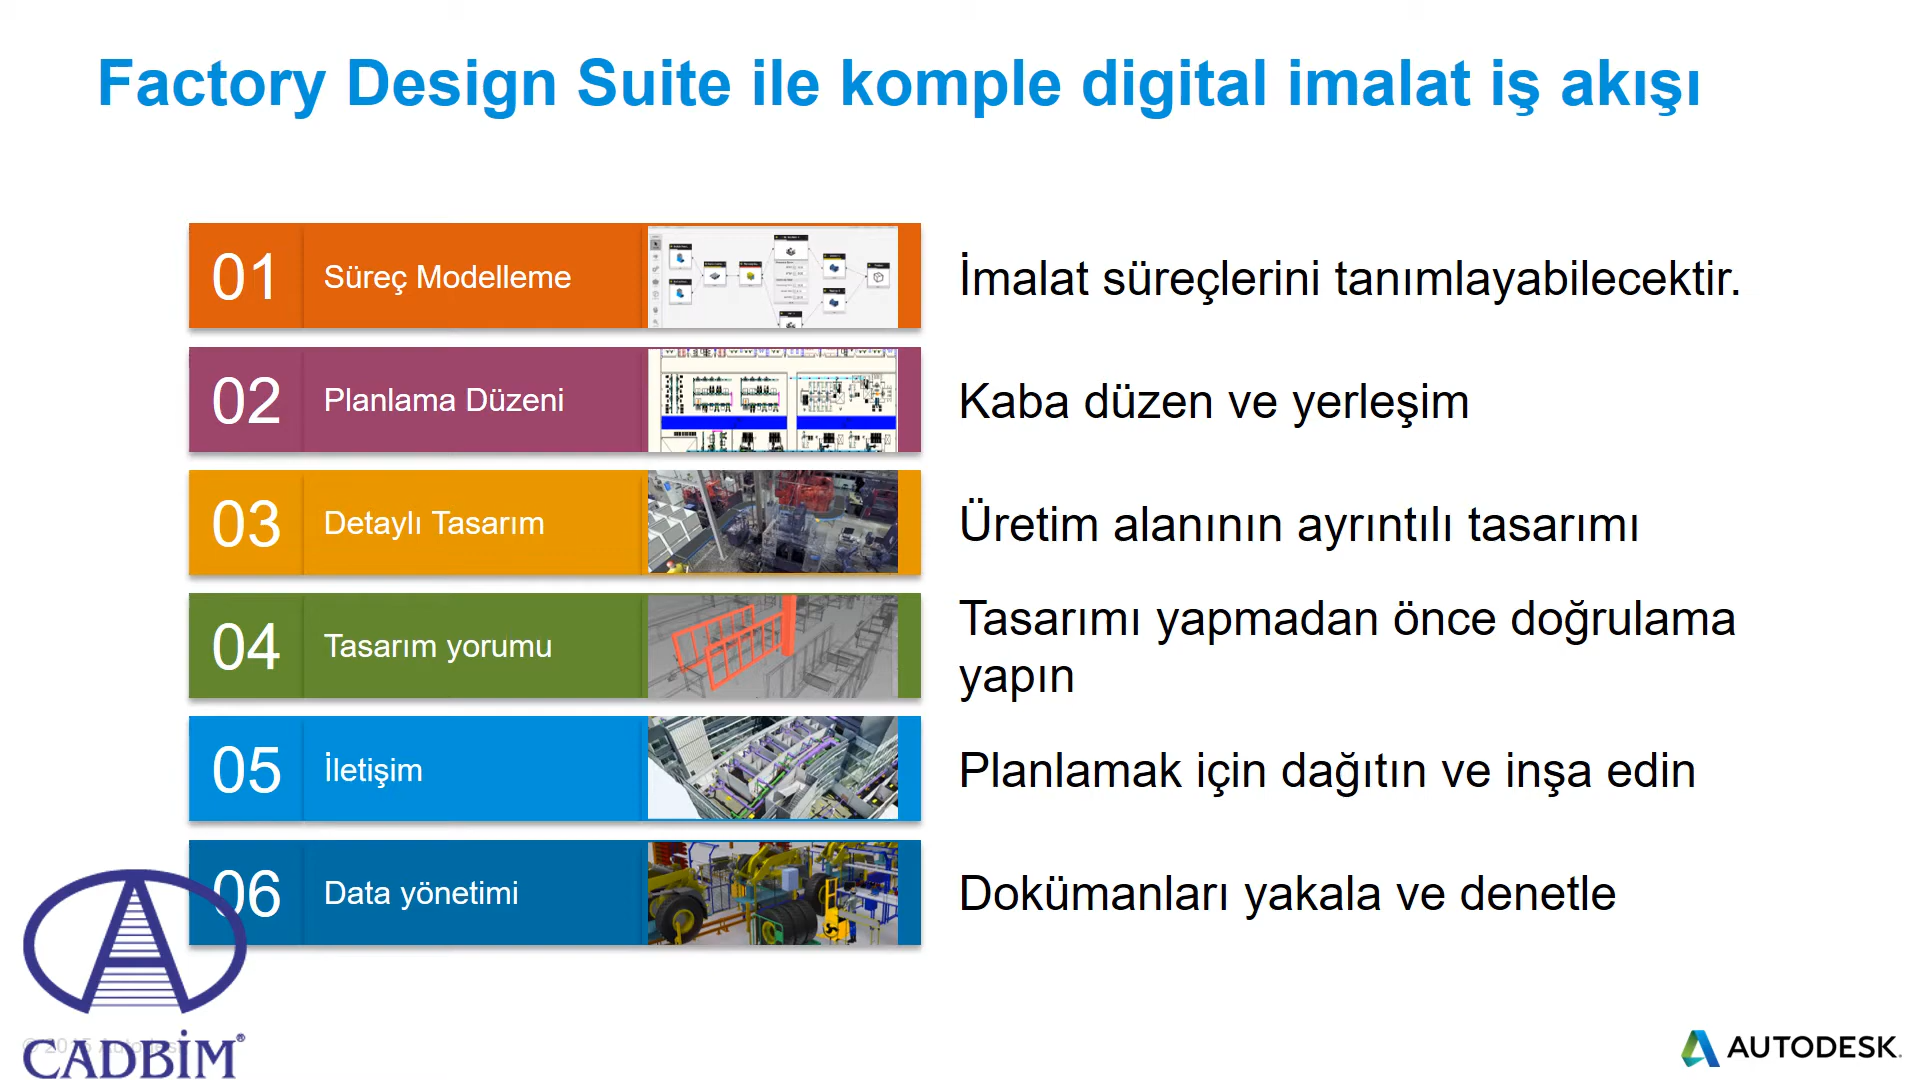 Factory Design Suite ile komple digital imalat iş akışı
01 Süreç Modelleme
İmalat süreçlerini tanımlayabilecektir.
02 Planlama Düzeni
Kaba düzen ve yerleşim
03 Detaylı Tasarım
Üretim alanının ayrıntılı tasarımı
04 Tasarım yorumu
Tasarımı yapmadan önce doğrulama
yapın
05 İletişim
Planlamak için dağıtın ve inşa edin
06 Data yönetimi
Dokümanları yakala ve denetle
CADBİM®
AUTODESK.